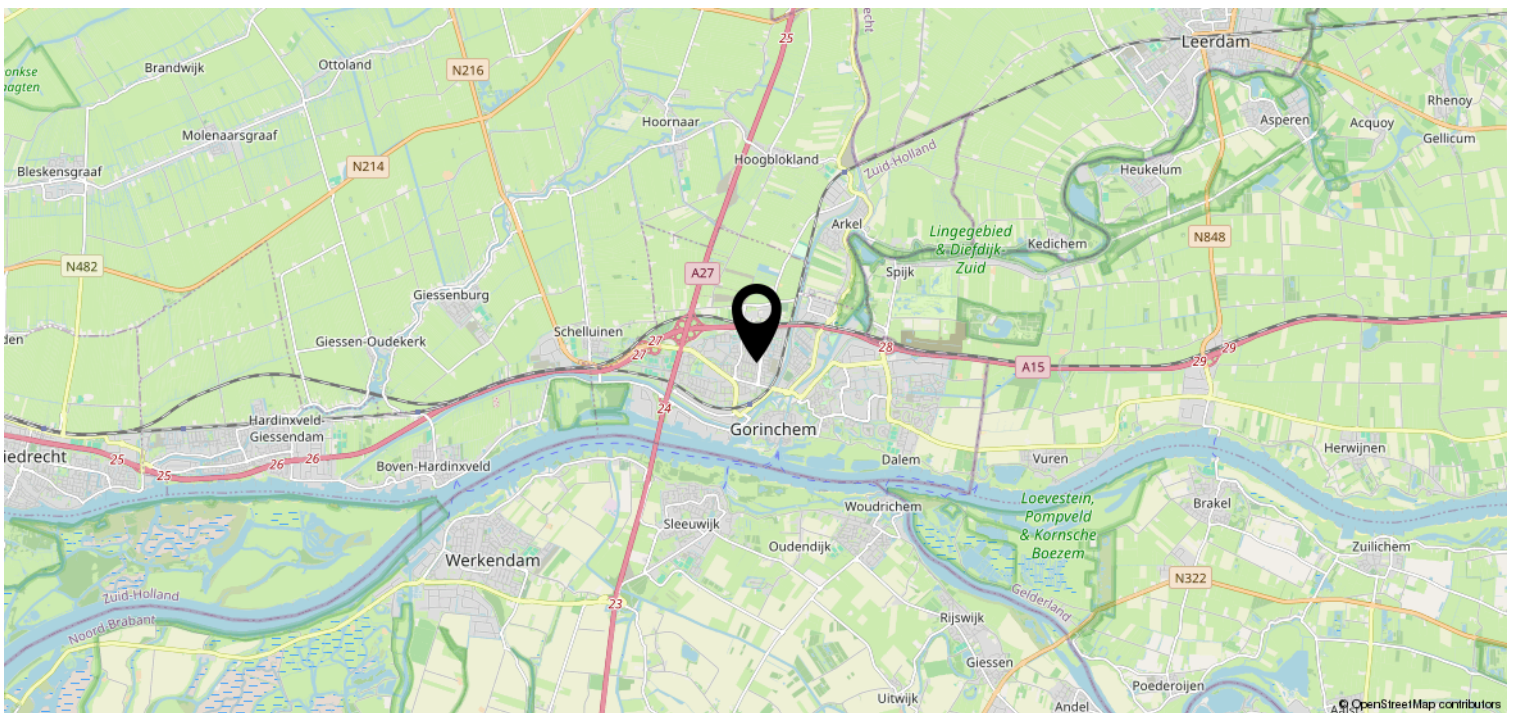 25
Leerdam
Brandwijk
Ottoland
N216
Rhenoy
Hoornaar
Asperen
Acquoy
Molenaarsgraaf
Gellicum
Hoogblokland
Zuid-Holland
N214
Heukelum
Bleskensgraaf
Arkel
Lingegebied
& Diefdijk
Zuid
Kedichem
N848
N482
A27
Spijk
Giessenburg
Schelluinen
Giessen-Oudekerk
27
27
28
29
29
A15
24
Hardinxveld-
Giessendam
Gorinchem
iedrecht
25
25
26
26
Boven-Hardinxveld
Dalem
Vuren
Herwijnen
Loevestein,
Pompveld
& Kornsche
Boezem
Woudrichem
Brakel
Sleeuwijk
Oudendijk
Zuilichem
Werkendam
N322
Zuid-Holland
Noord-Brabant
23
Gelderland
Rijswijk
Giessen
Poederoijen
Uitwijk
Andel
© OpenStreetMap contributors